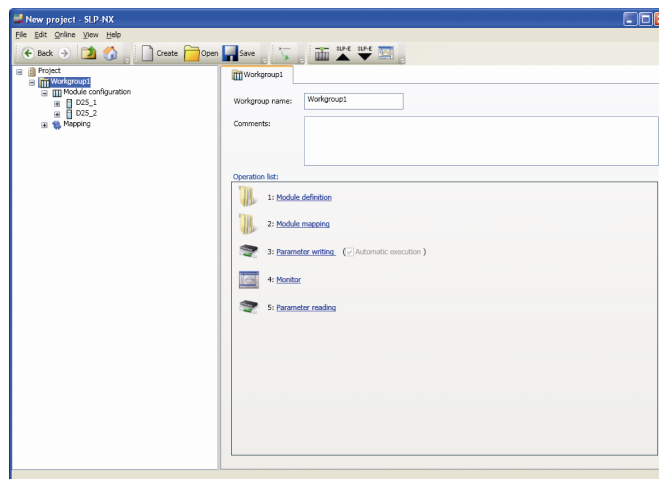 New project - SLP-NX
File Edit Online View Help
Back Create Open Save SLP-E SLP-E
Project
Workgroup1
Module configuration
D25_1
D25_2
Mapping
Workgroup1
Workgroup name: Workgroup1
Comments:
Operation list:
1: Module definition
2: Module mapping
3: Parameter writing ( Automatic execution )
4: Monitor
5: Parameter reading